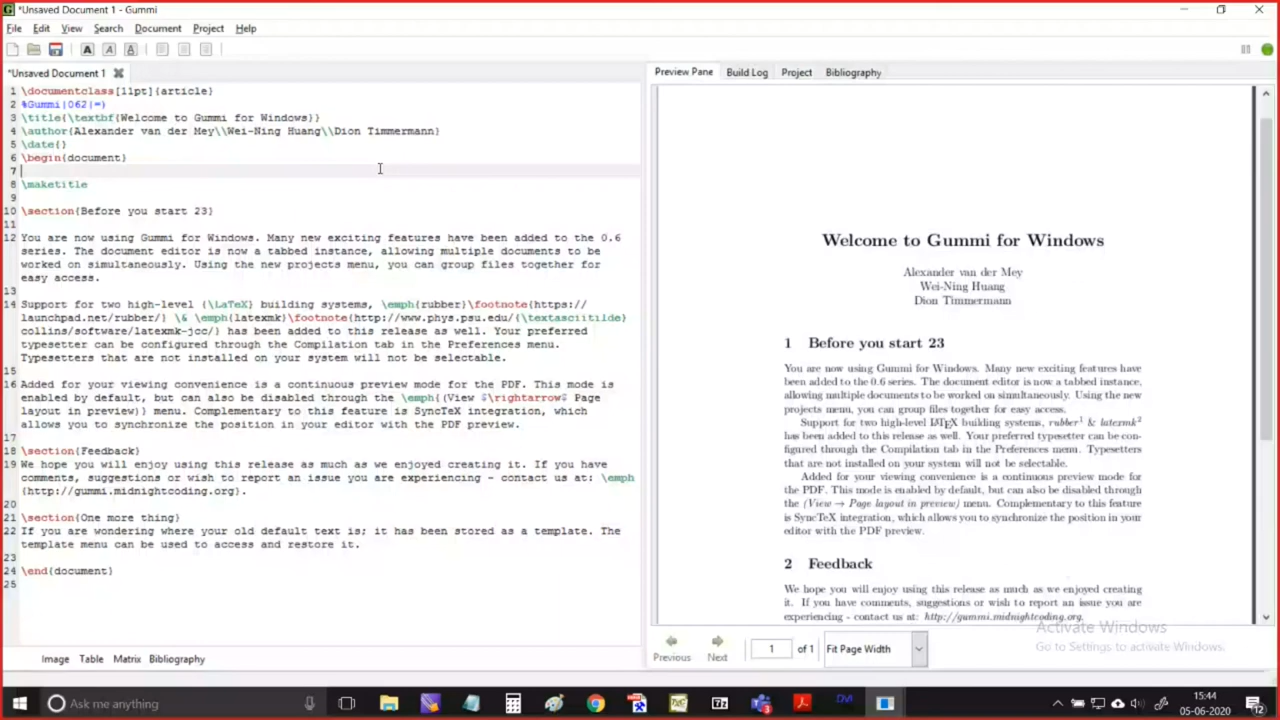 *Unsaved Document 1 - Gummi
File Edit View Search Document Project Help
*Unsaved Document 1
1 \documentclass[11pt]{article}
2 %Gummi|062|=)
3 \title{\textbf{Welcome to Gummi for Windows}}
4 \author{Alexander van der Mey\\Wei-Ning Huang\\Dion Timmermann}
5 \date{}
6 \begin{document}
7
8 \maketitle
9
10 \section{Before you start 23}
11
12 You are now using Gummi for Windows. Many new exciting features have been added to the 0.6
series. The document editor is now a tabbed instance, allowing multiple documents to be
worked on simultaneously. Using the new projects menu, you can group files together for
easy access.
13
14 Support for two high-level {\LaTeX} building systems, \emph{rubber}\footnote{https://
launchpad.net/rubber/} \& \emph{latexmk}\footnote{http://www.phys.psu.edu/{\textasciitilde}
collins/software/latexmk-jcc/} has been added to this release as well. Your preferred
typesetter can be configured through the Compilation tab in the Preferences menu.
Typesetters that are not installed on your system will not be selectable.
15
16 Added for your viewing convenience is a continuous preview mode for the PDF. This mode is
enabled by default, but can also be disabled through the \emph{(View $\rightarrow$ Page
layout in preview)} menu. Complementary to this feature is SyncTeX integration, which
allows you to synchronize the position in your editor with the PDF preview.
17
18 \section{Feedback}
19 We hope you will enjoy using this release as much as we enjoyed creating it. If you have
comments, suggestions or wish to report an issue you are experiencing - contact us at: \emph
{http://gummi.midnightcoding.org}.
20
21 \section{One more thing}
22 If you are wondering where your old default text is; it has been stored as a template. The
template menu can be used to access and restore it.
23
24 \end{document}
25
Image Table Matrix Bibliography
Preview Pane Build Log Project Bibliography
Welcome to Gummi for Windows
Alexander van der Mey
Wei-Ning Huang
Dion Timmermann
1 Before you start 23
You are now using Gummi for Windows. Many new exciting features have
been added to the 0.6 series. The document editor is now a tabbed instance,
allowing multiple documents to be worked on simultaneously. Using the new
projects menu, you can group files together for easy access.
Support for two high-level LATEX building systems, rubber1 & latexmk2
has been added to this release as well. Your preferred typesetter can be con-
figured through the Compilation tab in the Preferences menu. Typesetters
that are not installed on your system will not be selectable.
Added for your viewing convenience is a continuous preview mode for
the PDF. This mode is enabled by default, but can also be disabled through
the (View → Page layout in preview) menu. Complementary to this feature
is SyncTeX integration, which allows you to synchronize the position in your
editor with the PDF preview.
2 Feedback
We hope you will enjoy using this release as much as we enjoyed creating
it. If you have comments, suggestions or wish to report an issue you are
experiencing - contact us at: http://gummi.midnightcoding.org.
Activate Windows
Go to Settings to activate Windows.
Previous Next 1 of 1 Fit Page Width
Ask me anything
15:44
05-06-2020